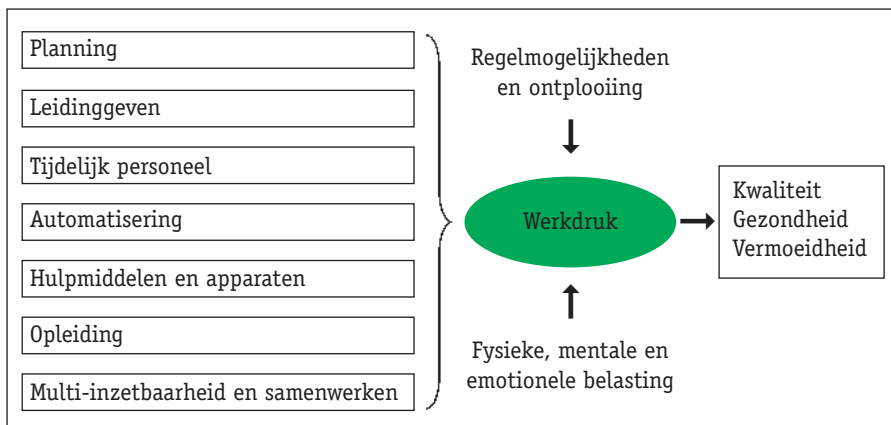 Planning
Leidinggeven
Tijdelijk personeel
Automatisering
Hulpmiddelen en apparaten
Opleiding
Multi-inzetbaarheid en samenwerken
Regelmogelijkheden
en ontplooiing
Werkdruk
Fysieke, mentale en
emotionele belasting
Kwaliteit
Gezondheid
Vermoeidheid